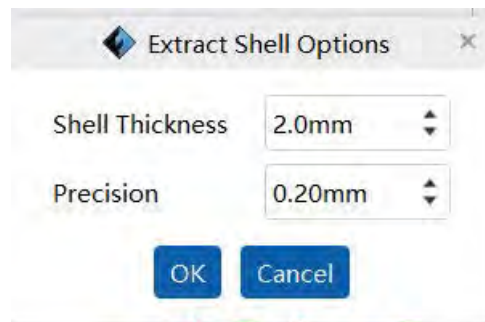 Extract Shell Options
Shell Thickness 2.0mm
Precision 0.20mm
OK Cancel